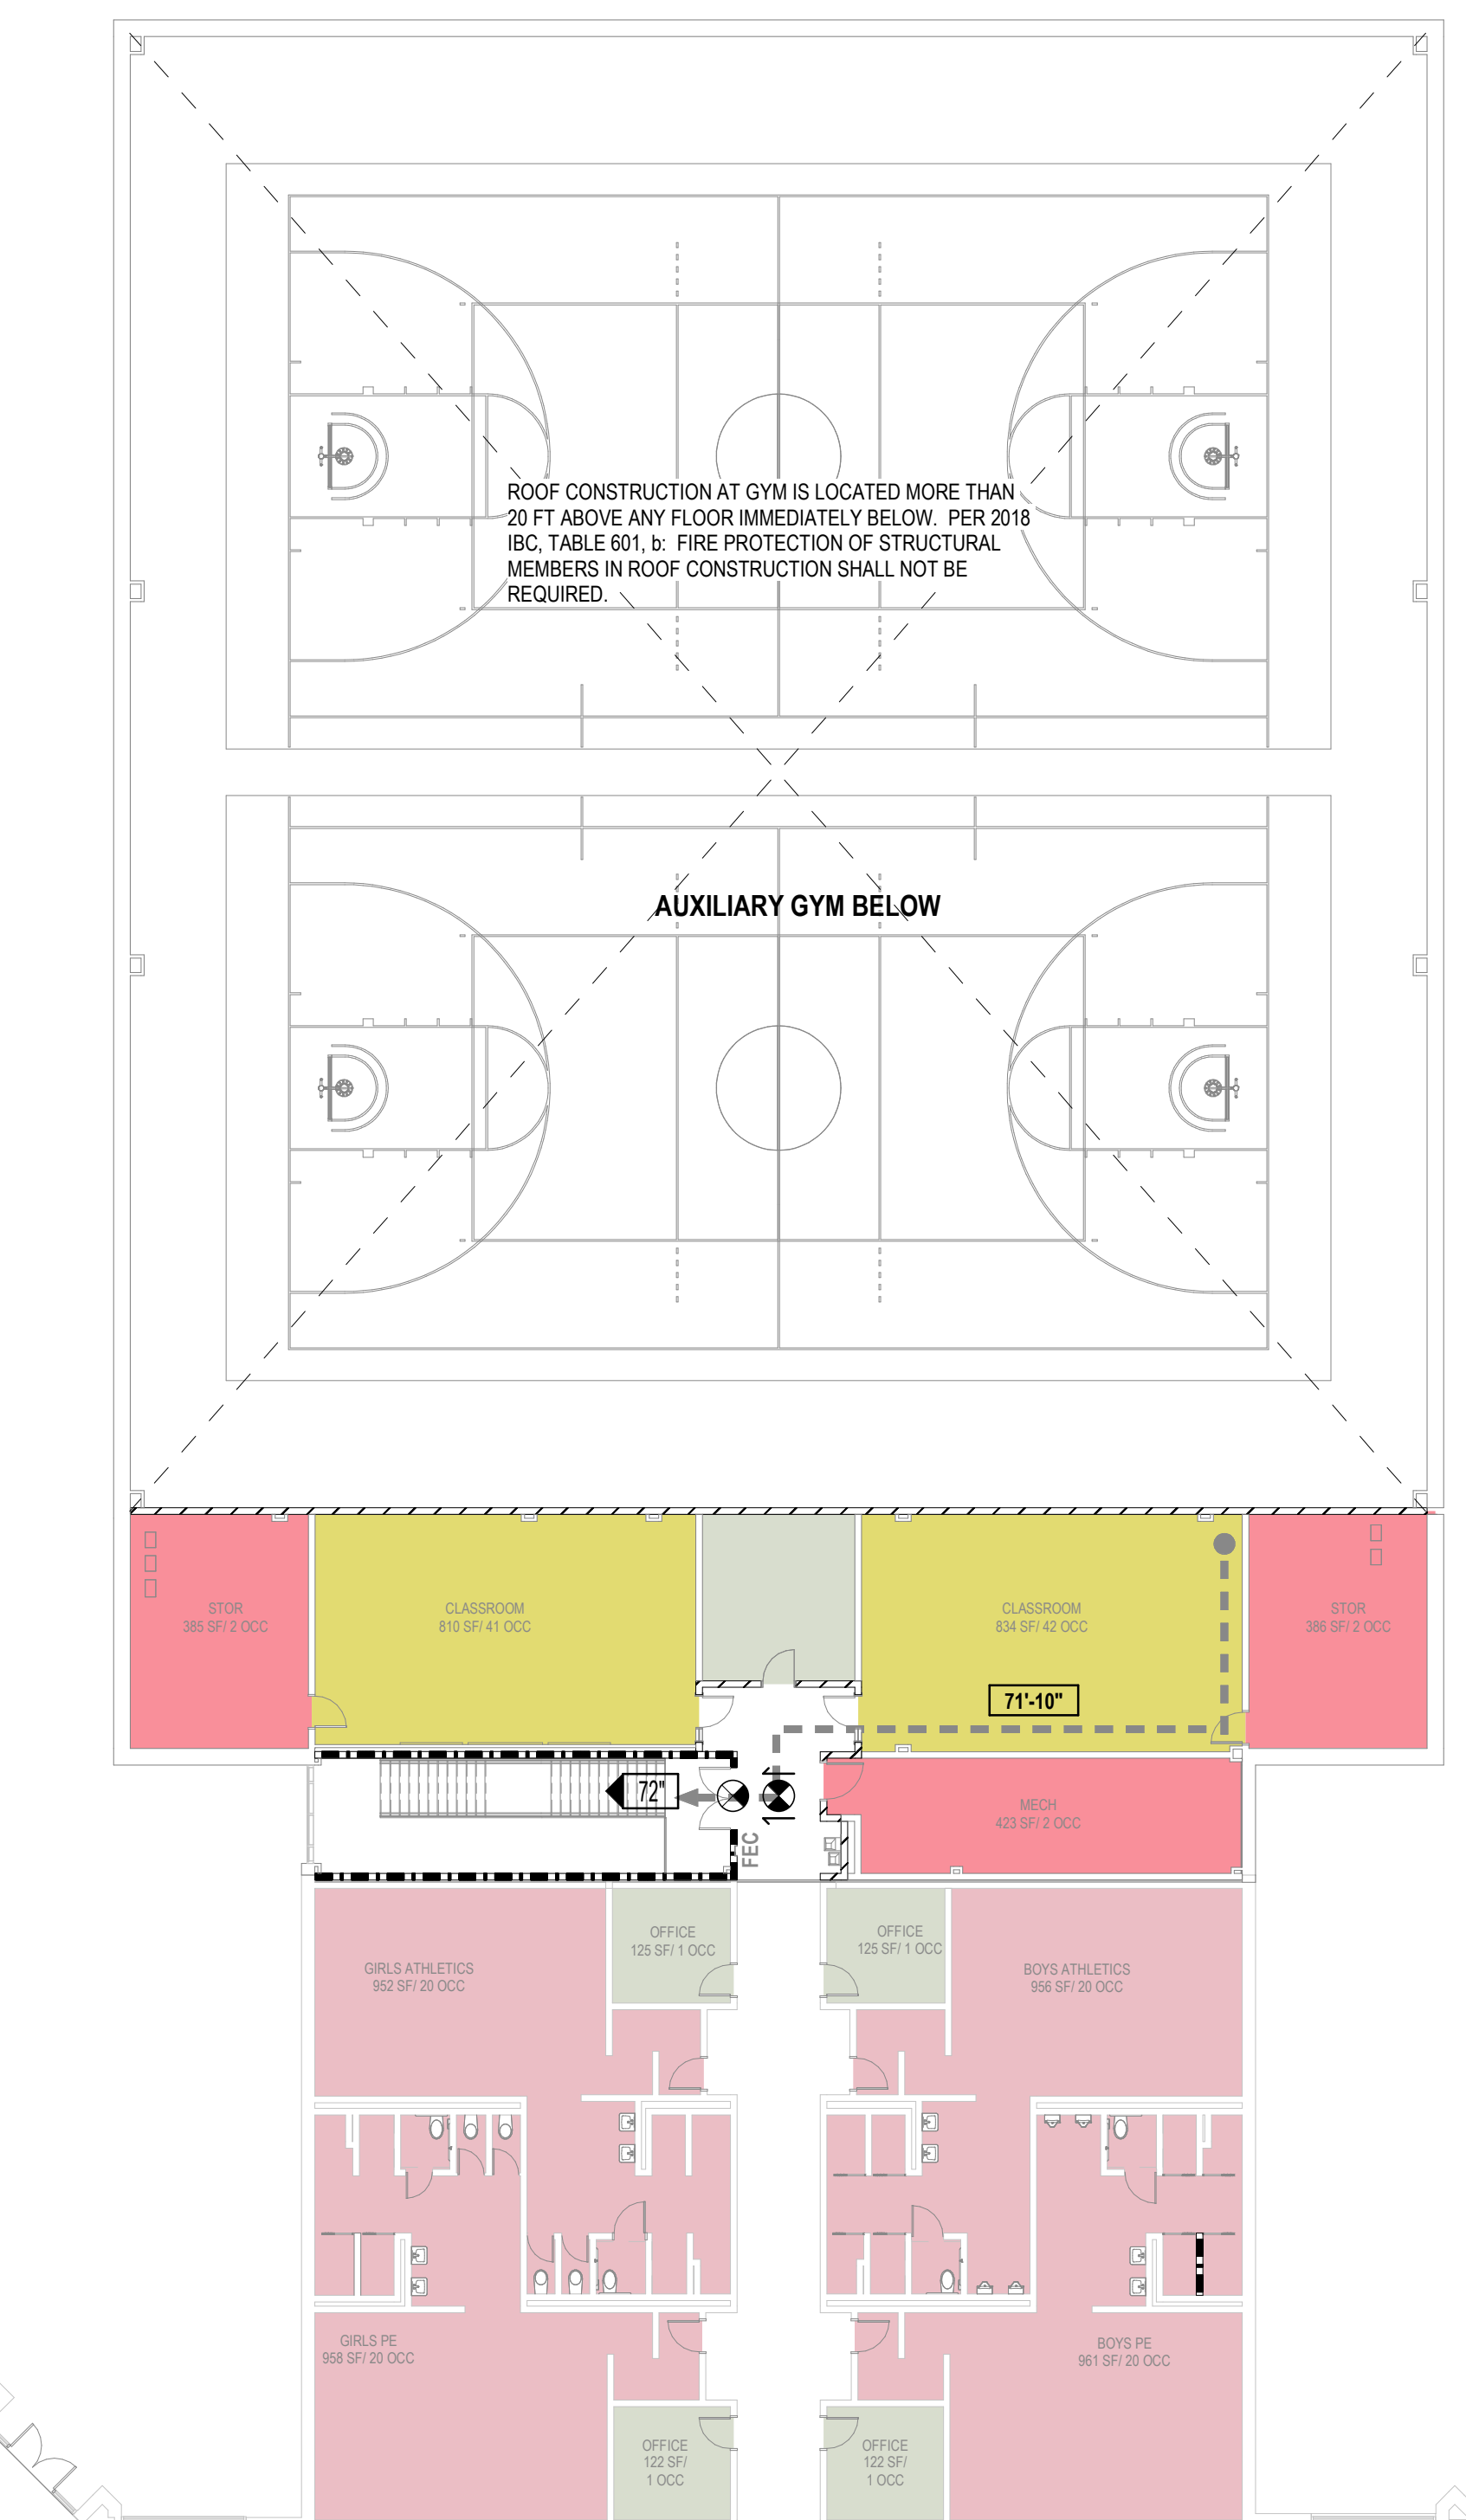 ROOF CONSTRUCTION AT GYM IS LOCATED MORE THAN
20 FT ABOVE ANY FLOOR IMMEDIATELY BELOW. PER 2018
IBC, TABLE 601, b: FIRE PROTECTION OF STRUCTURAL
MEMBERS IN ROOF CONSTRUCTION SHALL NOT BE
REQUIRED.
AUXILIARY GYM BELOW
STOR
385 SF/ 2 OCC
CLASSROOM
810 SF/ 41 OCC
CLASSROOM
834 SF/ 42 OCC
STOR
386 SF/ 2 OCC
71'-10"
72"
FEC
MECH
423 SF/ 2 OCC
GIRLS ATHLETICS
952 SF/ 20 OCC
OFFICE
125 SF/ 1 OCC
OFFICE
125 SF/ 1 OCC
BOYS ATHLETICS
956 SF/ 20 OCC
GIRLS PE
958 SF/ 20 OCC
BOYS PE
961 SF/ 20 OCC
OFFICE
122 SF/
1 OCC
OFFICE
122 SF/
1 OCC